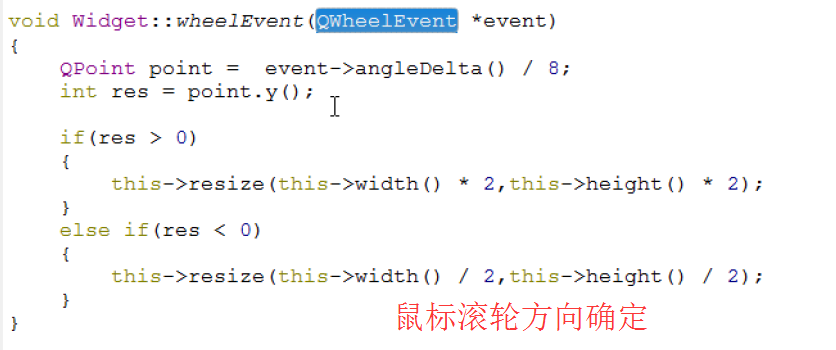 void Widget::wheelEvent(QWheelEvent *event)
{
    QPoint point =  event->angleDelta() / 8;
    int res = point.y();
    if(res > 0)
    {
        this->resize(this->width() * 2,this->height() * 2);
    }
    else if(res < 0)
    {
        this->resize(this->width() / 2,this->height() / 2);
    }
鼠标滚轮方向确定
}